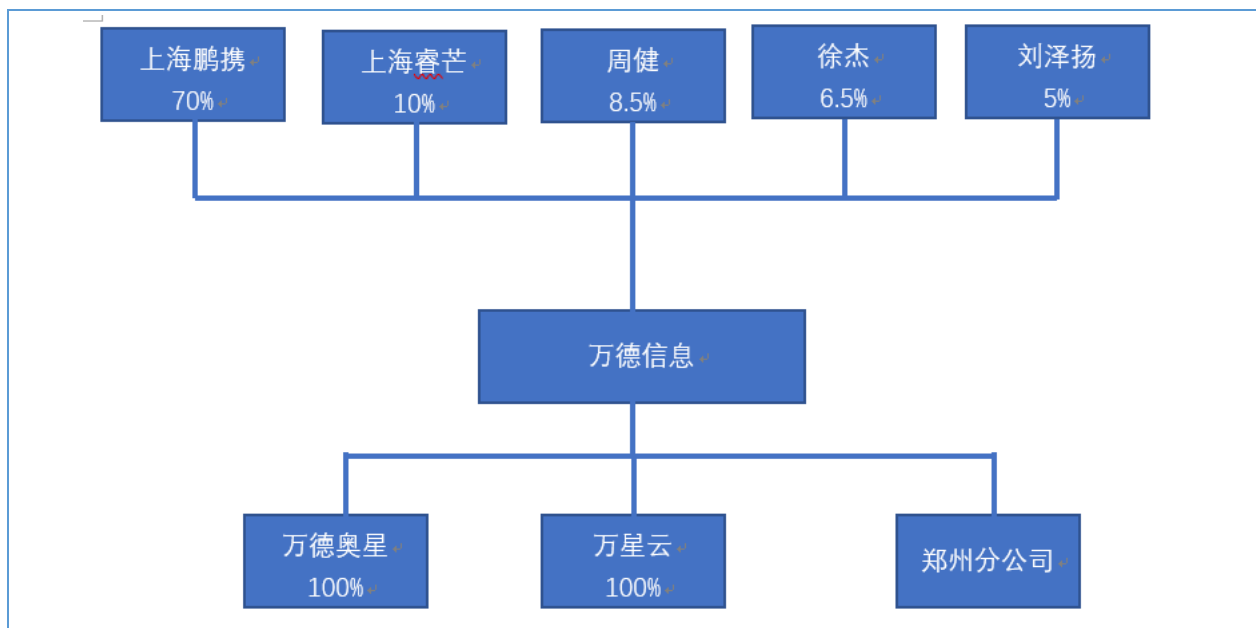 上海鹏携
70%
上海睿芒
10%
周健
8.5%
徐杰
6.5%
刘泽扬
5%
万德信息
万德奥星
100%
万星云
100%
郑州分公司